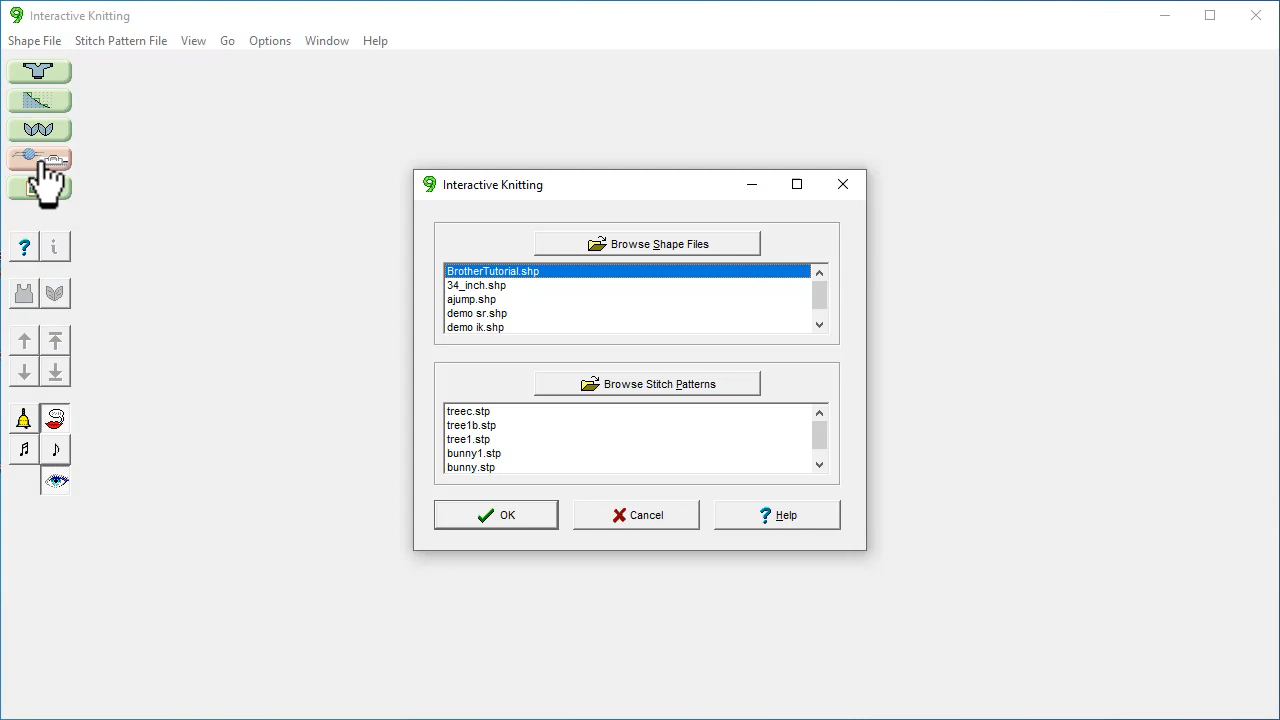 Interactive Knitting
Shape File Stitch Pattern File View Go Options Window Help
Interactive Knitting
Browse Shape Files
BrotherTutorial.shp
34_inch.shp
ajump.shp
demo sr.shp
demo ik.shp
Browse Stitch Patterns
treec.stp
tree1b.stp
tree1.stp
bunny1.stp
bunny.stp
OK Cancel Help